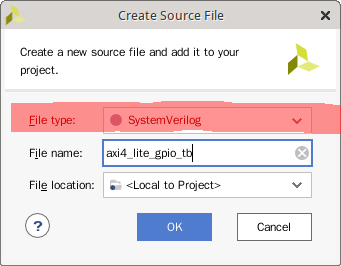 Create Source File
Create a new source file and add it to your
project.
File type: SystemVerilog
File name: axi4_lite_gpio_tb
File location: <Local to Project>
? OK Cancel